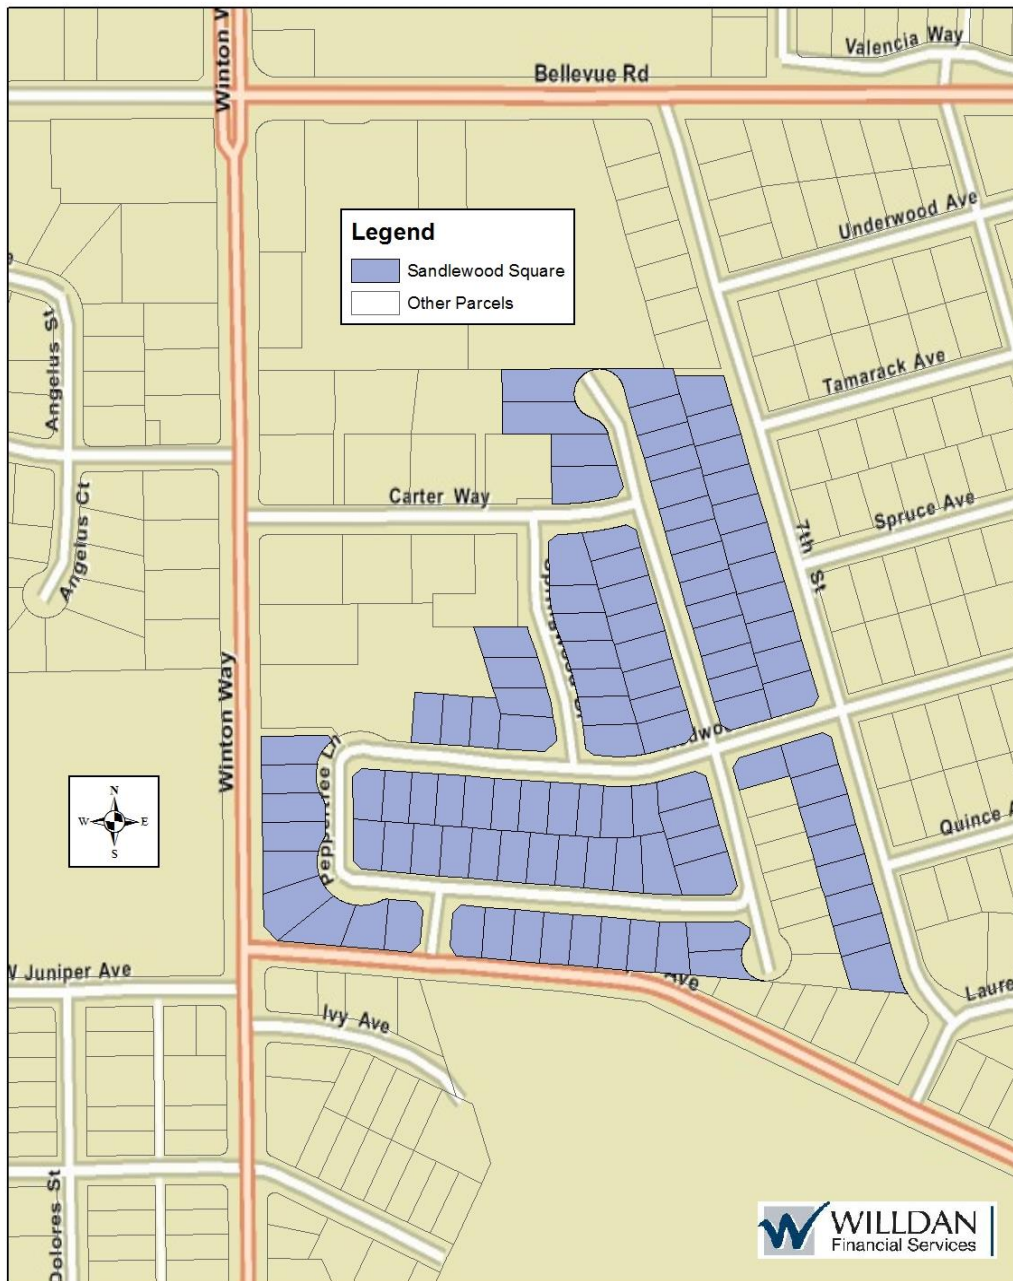 Valencia Way
Winton
Bellevue Rd
Underwood Ave
Legend
Sandlewood Square
Other Parcels
Angelus St
Tamarack Ave
Carter Way
Spruce Ave
Angelus Ct
7th St
Winton Way
Peppertree Ln
N
W E
S
Quince
W Juniper Ave
Ave
Ivy Ave
Dolores St
WILLDAN
Financial Services